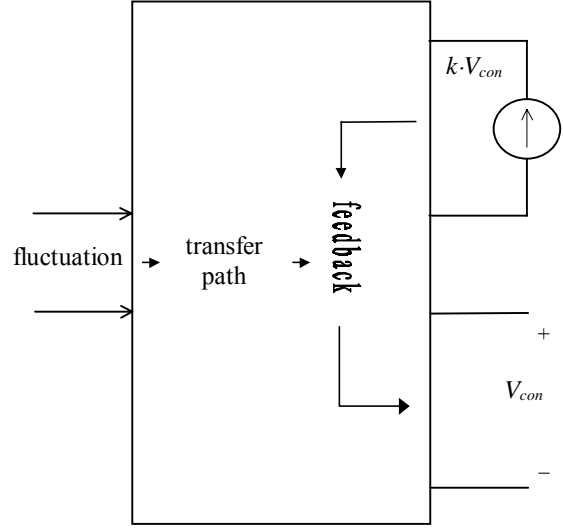 k·Vcon
fluctuation
transfer
path
feedback
+
Vcon
−